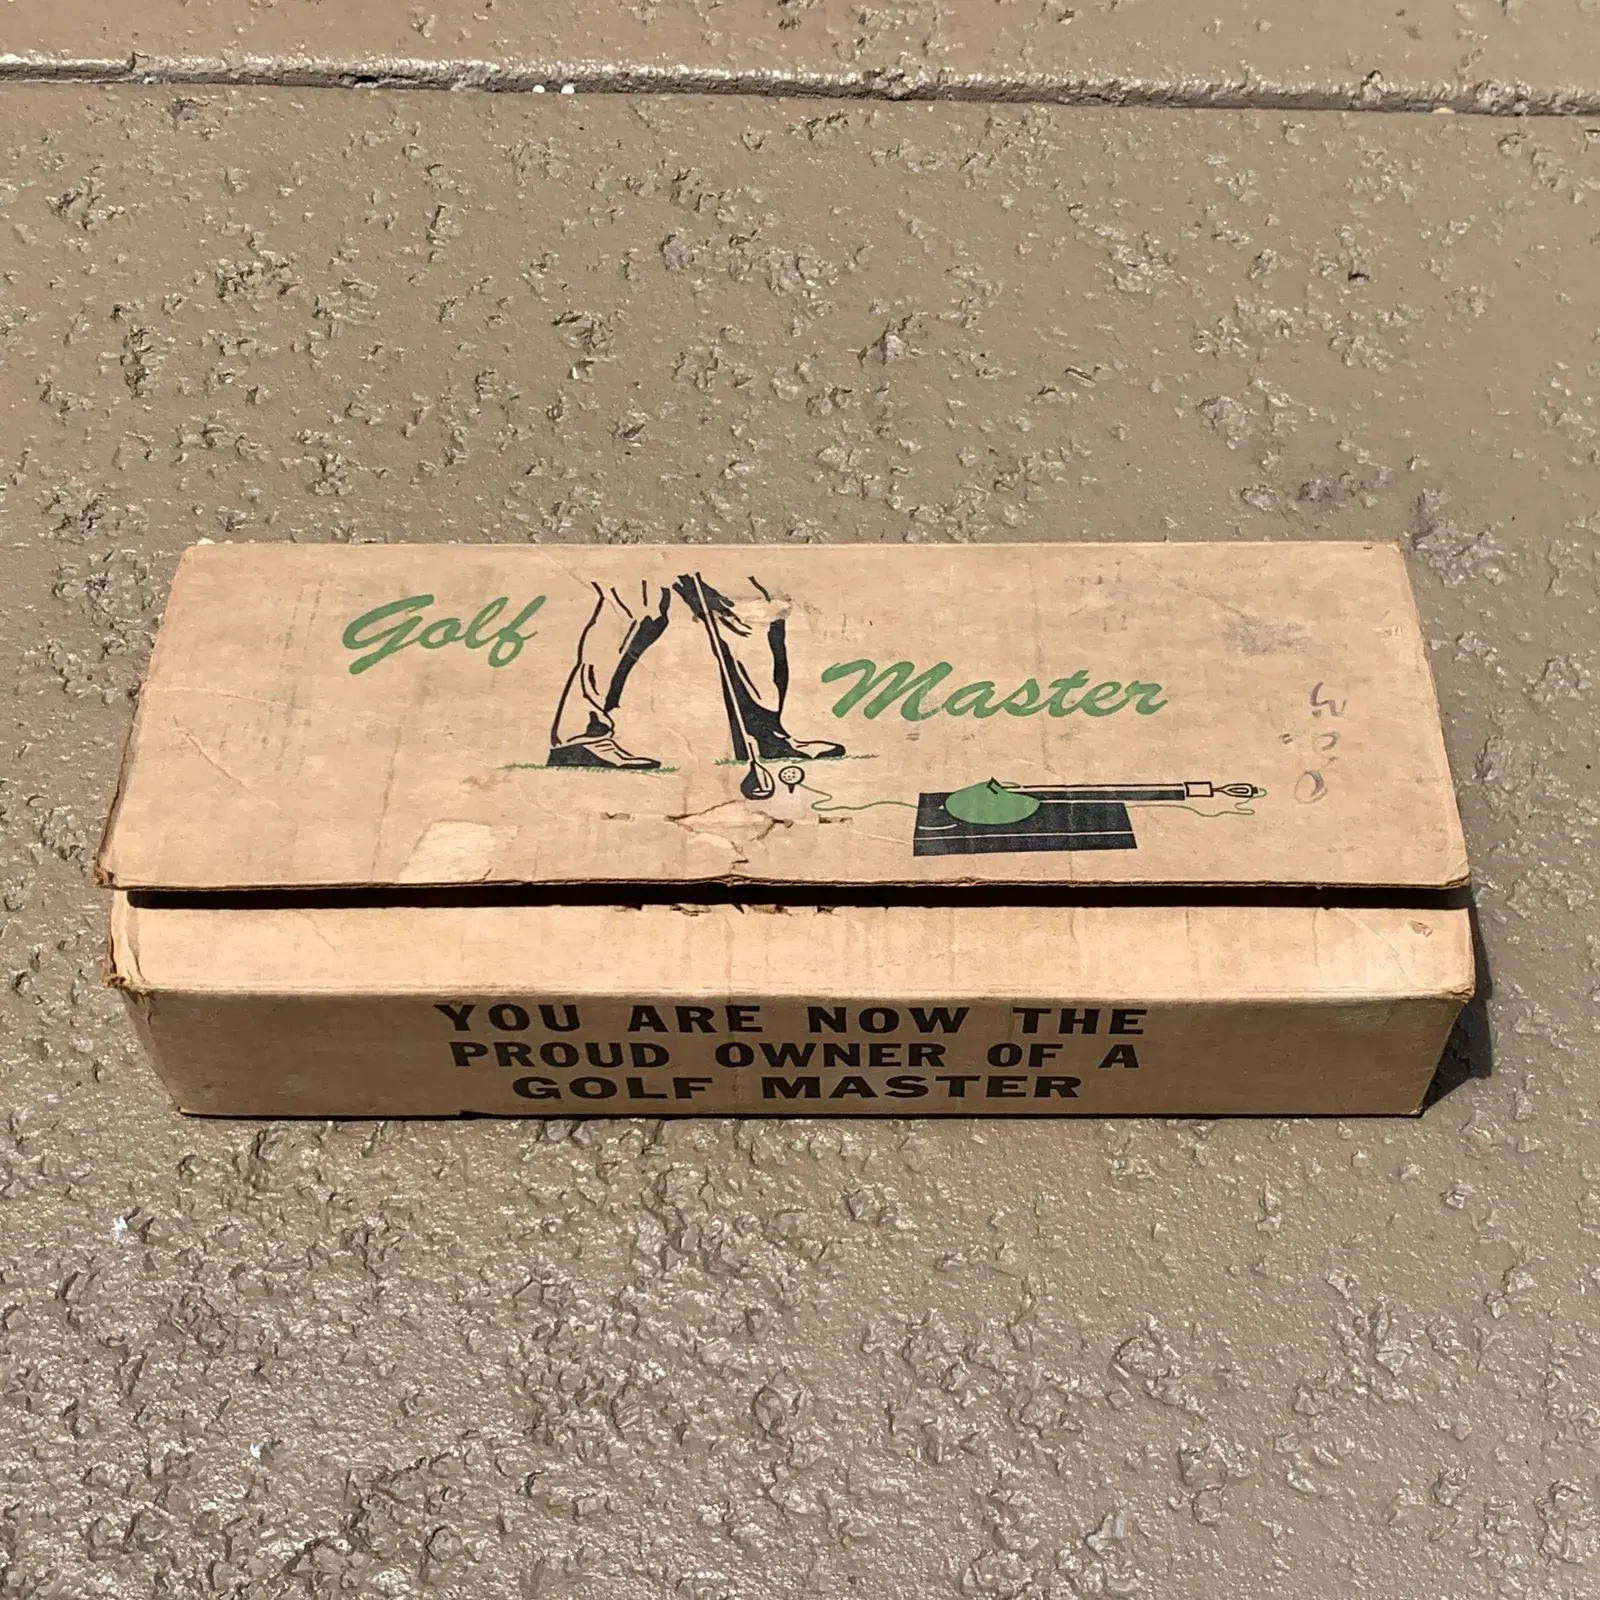 Golf Master
YOU ARE NOW THE
PROUD OWNER OF A
GOLF MASTER